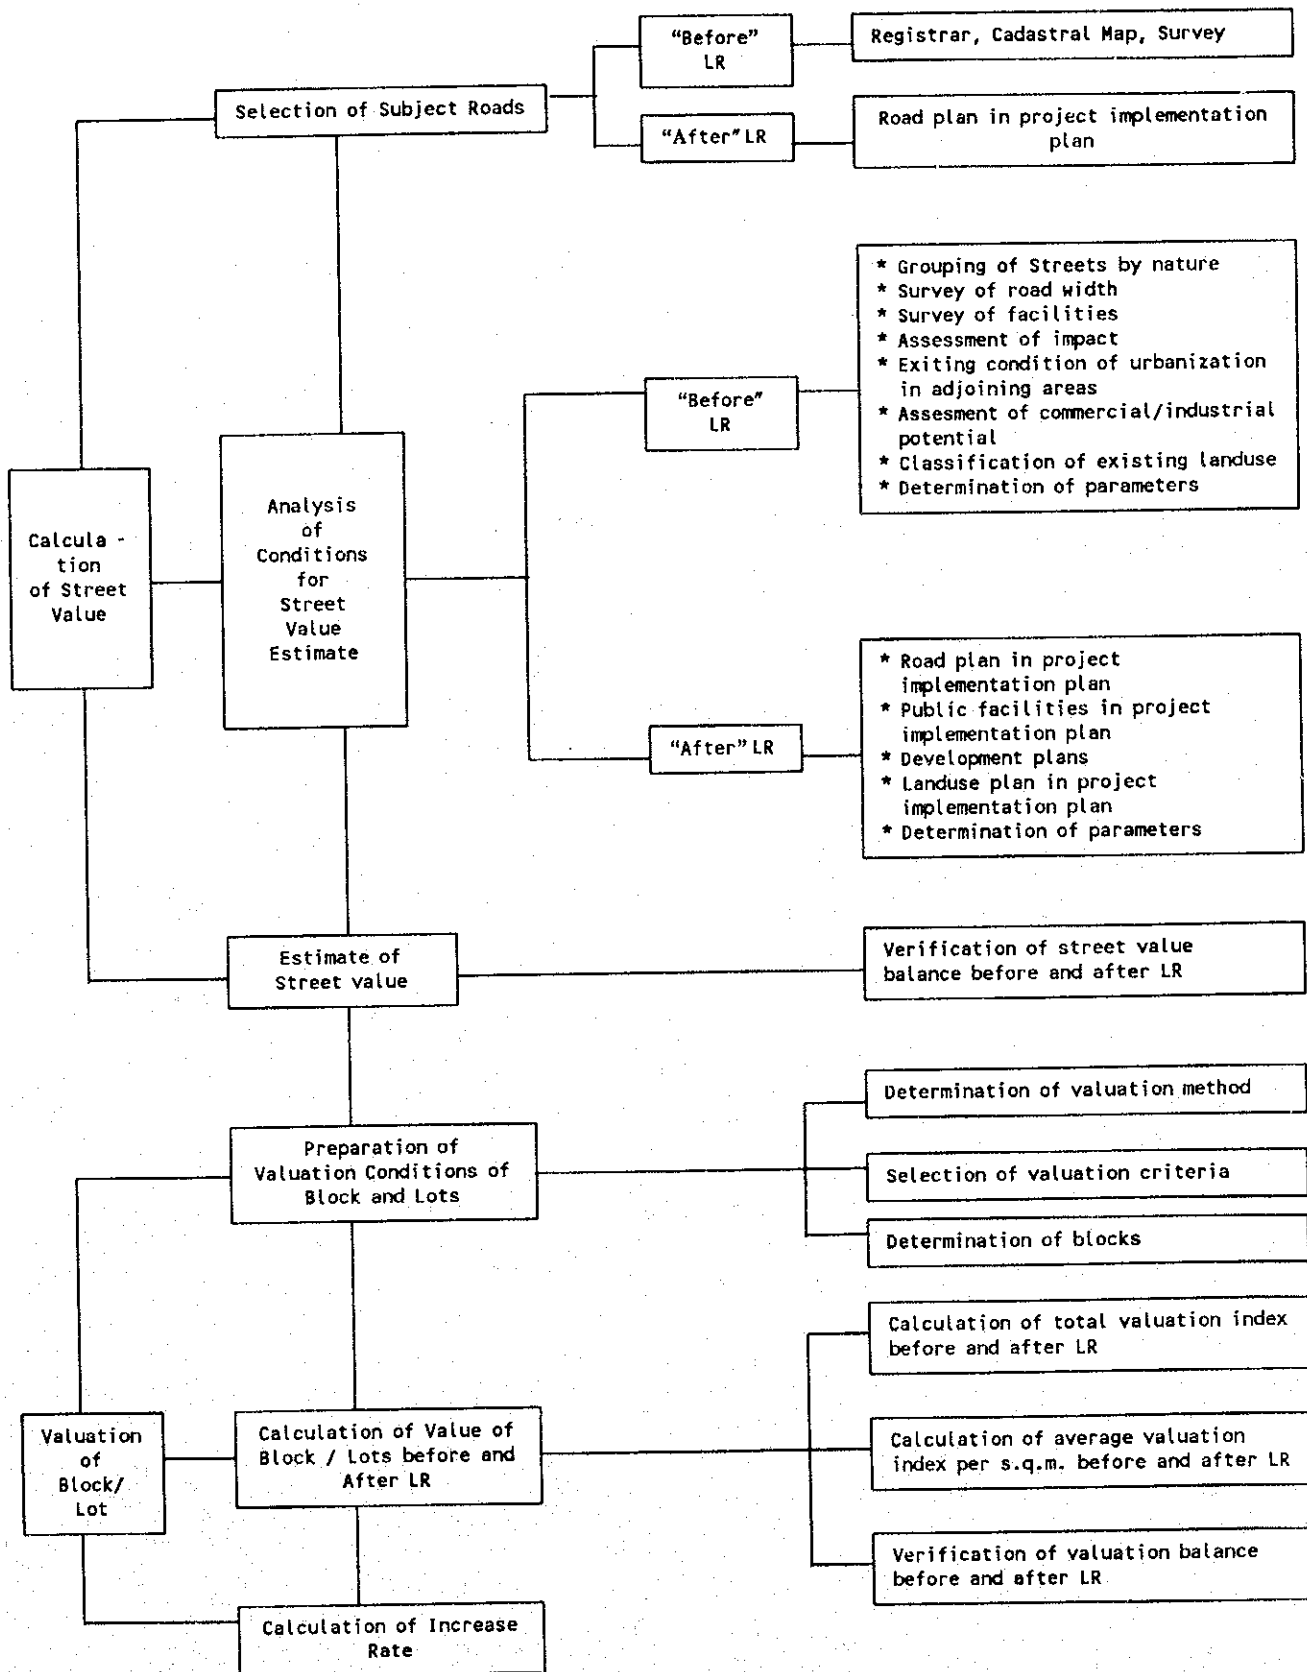 "Before"
LR
Registrar, Cadastral Map, Survey
Selection of Subject Roads
"After" LR
Road plan in project implementation
plan
* Grouping of Streets by nature
* Survey of road width
* Survey of facilities
* Assessment of impact
* Exiting condition of urbanization
in adjoining areas
* Assesment of commercial/industrial
potential
* Classification of existing landuse
* Determination of parameters
"Before"
LR
Calcula -
tion
of Street
Value
Analysis
of
Conditions
for
Street
Value
Estimate
"After" LR
* Road plan in project
implementation plan
* Public facilities in project
implementation plan
* Development plans
* Landuse plan in project
implementation plan
* Determination of parameters
Estimate of
Street value
Verification of street value
balance before and after LR
Preparation of
Valuation Conditions of
Block and Lots
Determination of valuation method
Selection of valuation criteria
Determination of blocks
Valuation
of
Block/
Lot
Calculation of Value of
Block / Lots before and
After LR
Calculation of total valuation index
before and after LR
Calculation of average valuation
index per s.q.m. before and after LR
Verification of valuation balance
before and after LR
Calculation of Increase
Rate